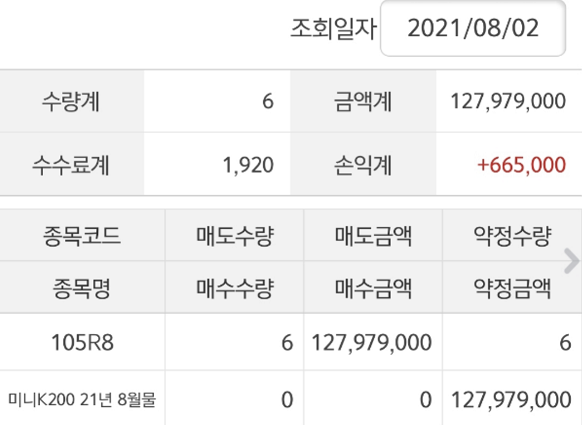 조회일자 2021/08/02
수량계 6 금액계 127,979,000
수수료계 1,920 손익계 +665,000
종목코드 매도수량 매도금액 약정수량
종목명 매수수량 매수금액 약정금액
105R8 6 127,979,000 6
미니K200 21년 8월물 0 0 127,979,000